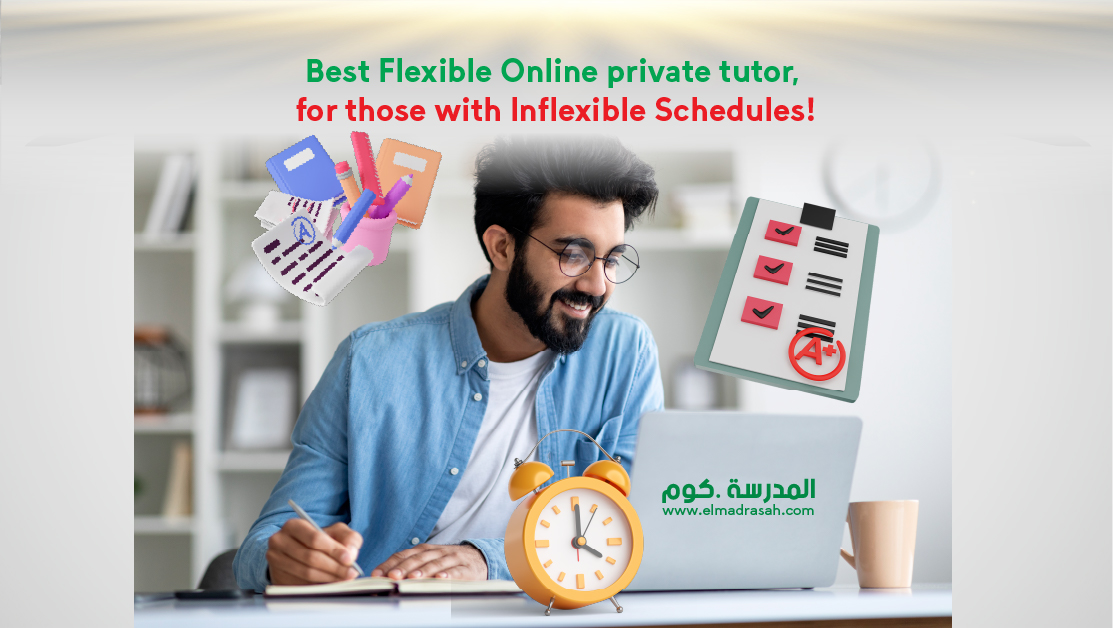 Best Flexible Online private tutor,
for those with Inflexible Schedules!
A
A+
المدرسة .كوم
www.elmadrasah.com